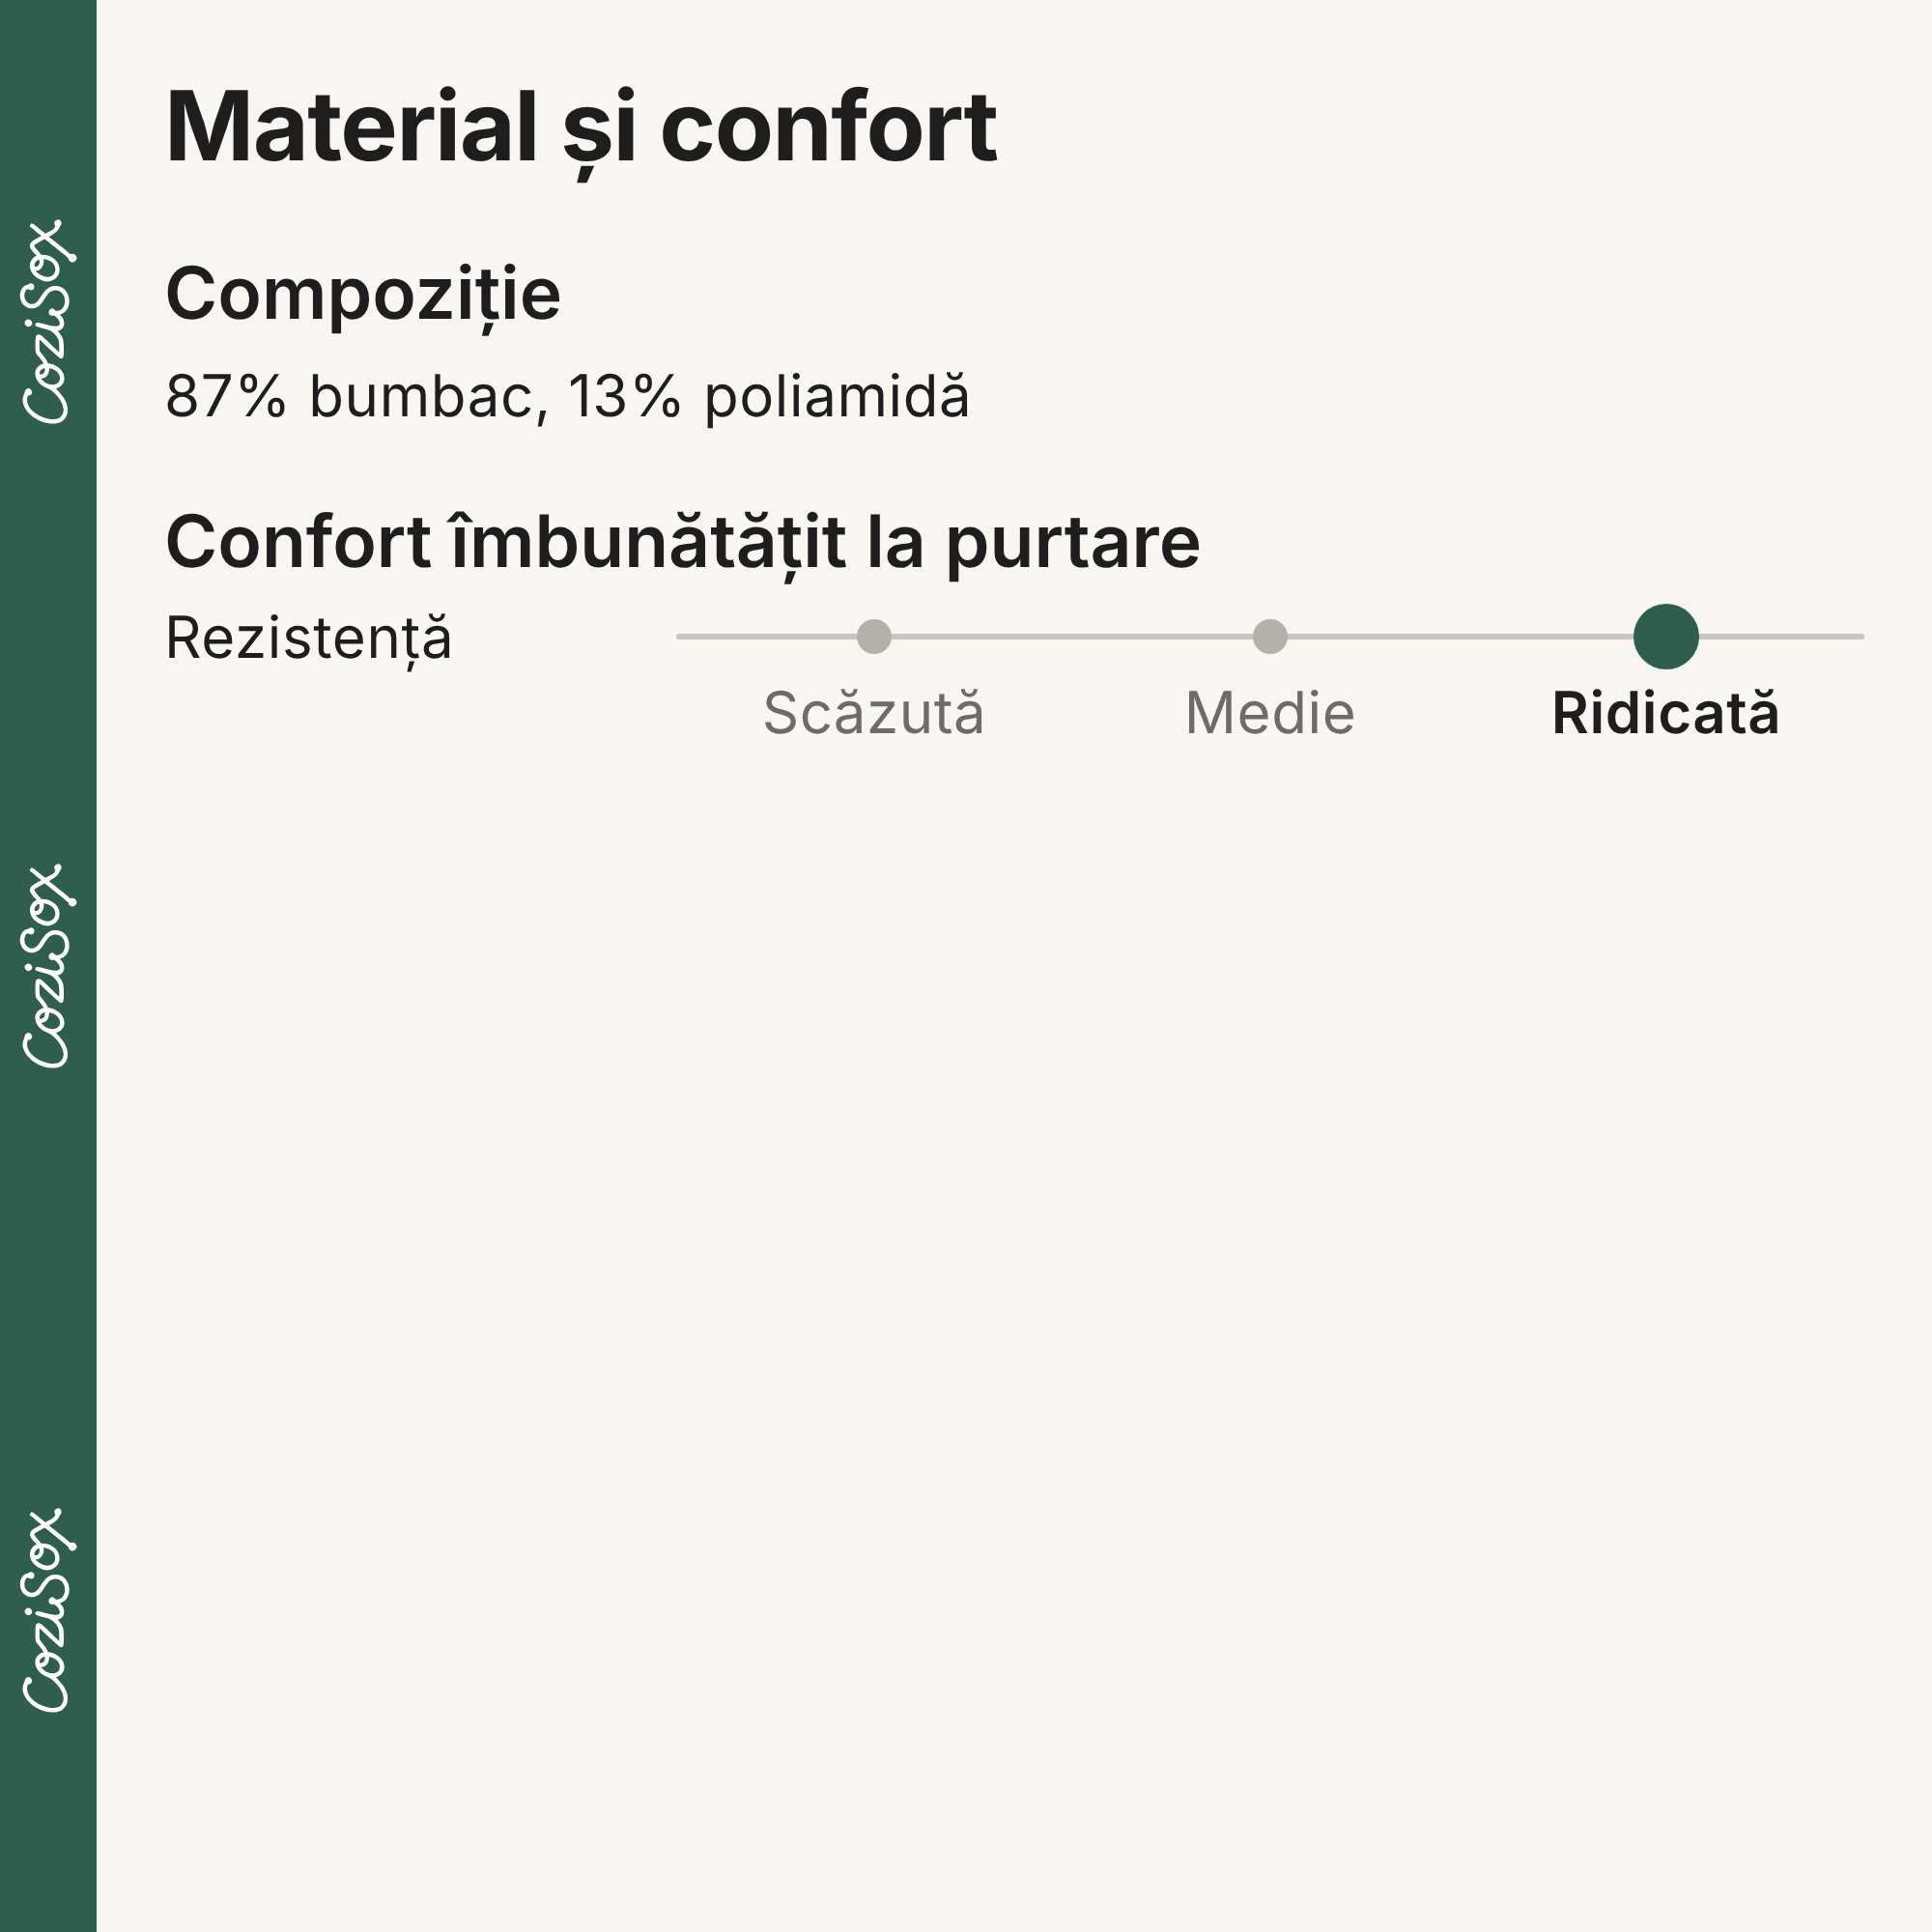 Material și confort
Compoziție
87% bumbac, 13% poliamidă
Confort îmbunătățit la purtare
Rezistență
Scăzută Medie Ridicată
CoziSox
CoziSox
CoziSox